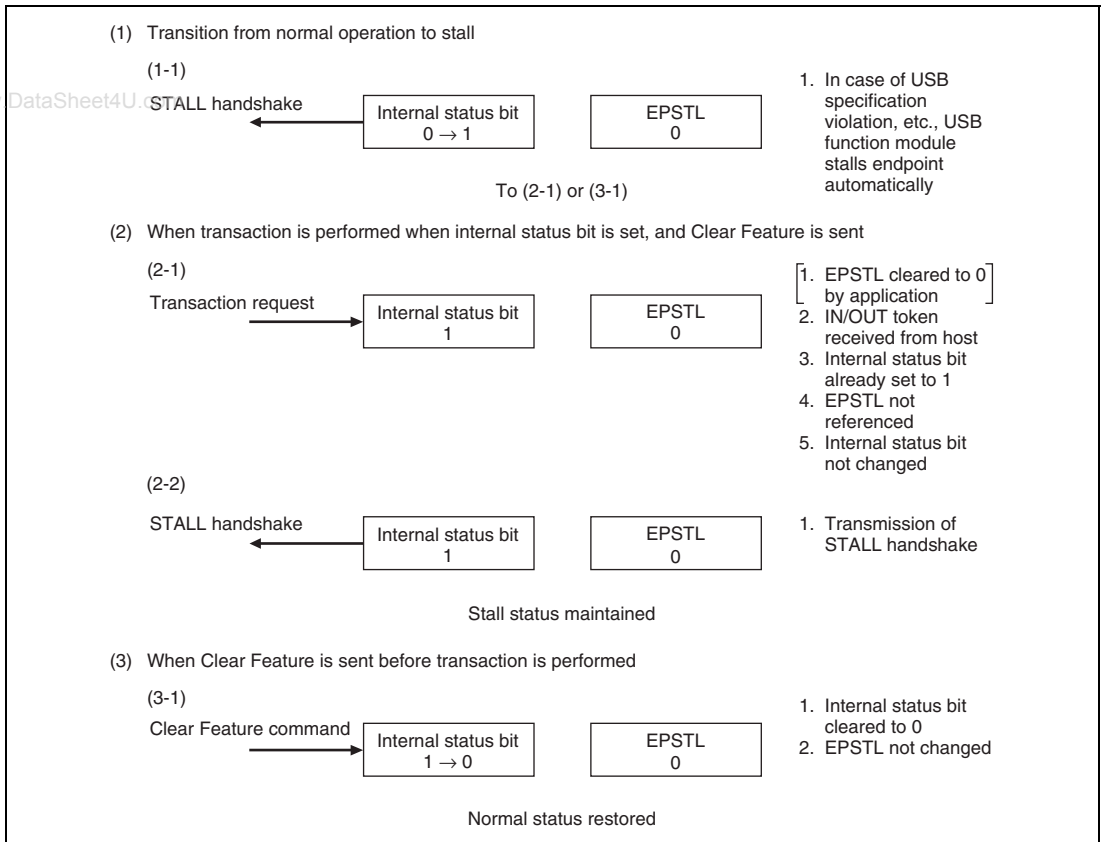 (1) Transition from normal operation to stall
(1-1)
.DataSheet4U.com
STALL handshake
Internal status bit
0 → 1
EPSTL
0
1. In case of USB
specification
violation, etc., USB
function module
stalls endpoint
automatically
To (2-1) or (3-1)
(2) When transaction is performed when internal status bit is set, and Clear Feature is sent
(2-1)
Transaction request
Internal status bit
1
EPSTL
0
1. EPSTL cleared to 0
by application
2. IN/OUT token
received from host
3. Internal status bit
already set to 1
4. EPSTL not
referenced
5. Internal status bit
not changed
(2-2)
STALL handshake
Internal status bit
1
EPSTL
0
1. Transmission of
STALL handshake
Stall status maintained
(3) When Clear Feature is sent before transaction is performed
(3-1)
Clear Feature command
Internal status bit
1 → 0
EPSTL
0
1. Internal status bit
cleared to 0
2. EPSTL not changed
Normal status restored